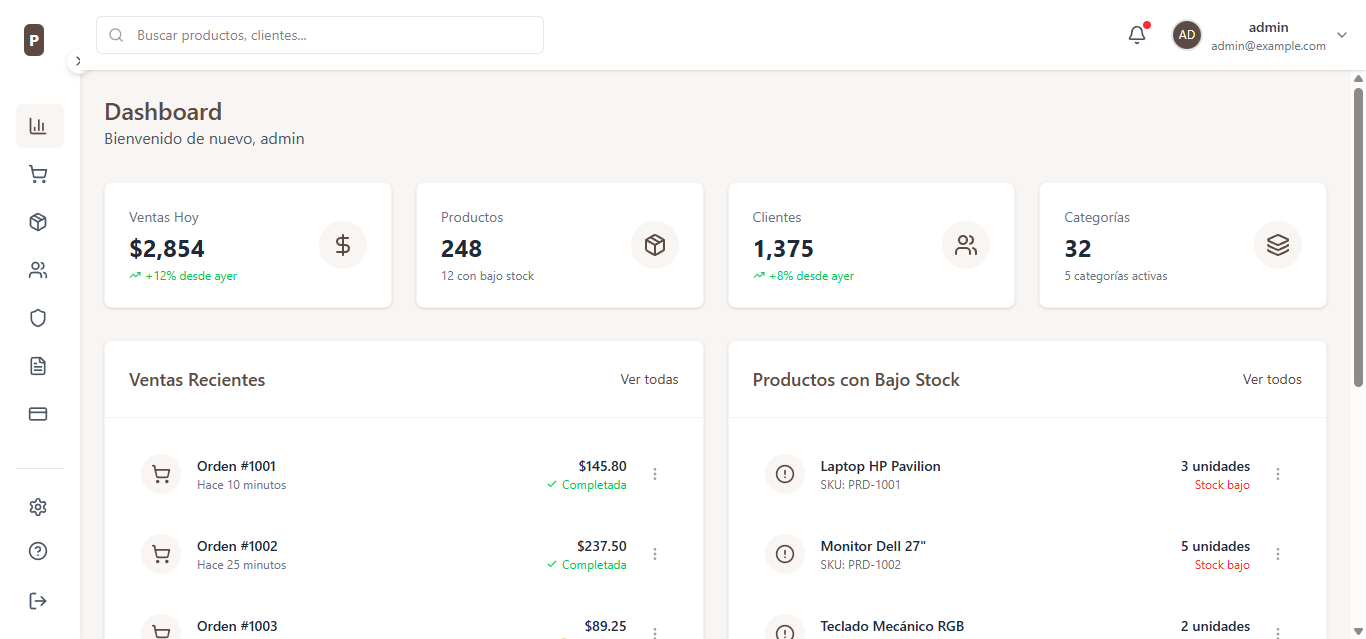 P
Buscar productos, clientes...
AD
admin
admin@example.com
Dashboard
Bienvenido de nuevo, admin
Ventas Hoy
$2,854
+12% desde ayer
Productos
248
12 con bajo stock
Clientes
1,375
+8% desde ayer
Categorías
32
5 categorías activas
Ventas Recientes
Ver todas
Orden #1001
Hace 10 minutos
$145.80
Completada
Orden #1002
Hace 25 minutos
$237.50
Completada
Orden #1003
$89.25
Productos con Bajo Stock
Ver todos
Laptop HP Pavilion
SKU: PRD-1001
3 unidades
Stock bajo
Monitor Dell 27"
SKU: PRD-1002
5 unidades
Stock bajo
Teclado Mecánico RGB
2 unidades